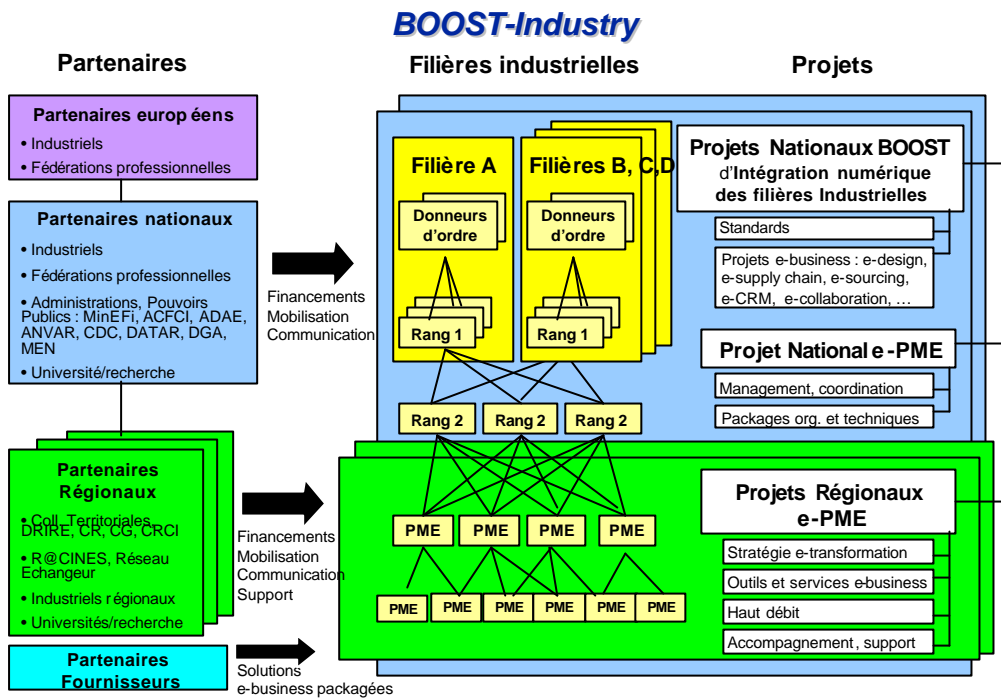 BOOST-Industry
Partenaires
Filières industrielles
Projets
Partenaires europ éens
• Industriels
• Fédérations professionnelles
Partenaires nationaux
• Industriels
• Fédérations professionnelles
• Administrations, Pouvoirs
Publics : MinEFi, ACFCI, ADAE,
ANVAR, CDC, DATAR, DGA,
MEN
• Université/recherche
Financements
Mobilisation
Communication
Partenaires
Régionaux
• Coll. Territoriales,
DRIRE, CR, CG, CRCI
• R@CINES, Réseau
Echangeur
• Industriels r égionaux
• Universités/recherche
Financements
Mobilisation
Communication
Support
Partenaires
Fournisseurs
Solutions
e-business packagées
Filière A
Filières B, C,D
Donneurs
d'ordre
Donneurs
d'ordre
Rang 1
Rang 1
Rang 2
Rang 2
Rang 2
PME
PME
PME
PME
PME
PME
PME
PME
PME
PME
Projets Nationaux BOOST
d'Intégration numérique
des filières Industrielles
Standards
Projets e-business : e-design,
e-supply chain, e-sourcing,
e-CRM, e-collaboration, …
Projet National e -PME
Management, coordination
Packages org. et techniques
Projets Régionaux
e-PME
Stratégie e-transformation
Outils et services e-business
Haut débit
Accompagnement, support